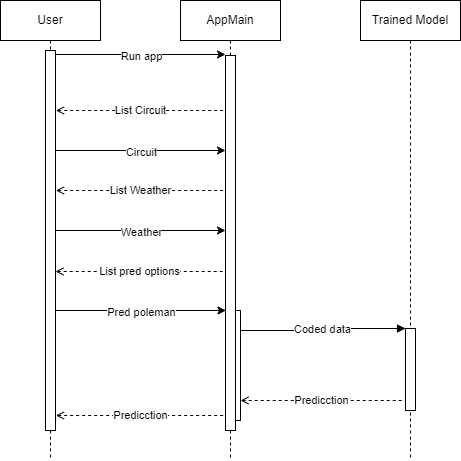 User
AppMain
Trained Model
Run app
List Circuit
Circuit
List Weather
Weather
List pred options
Pred poleman
Coded data
Predicction
Predicction